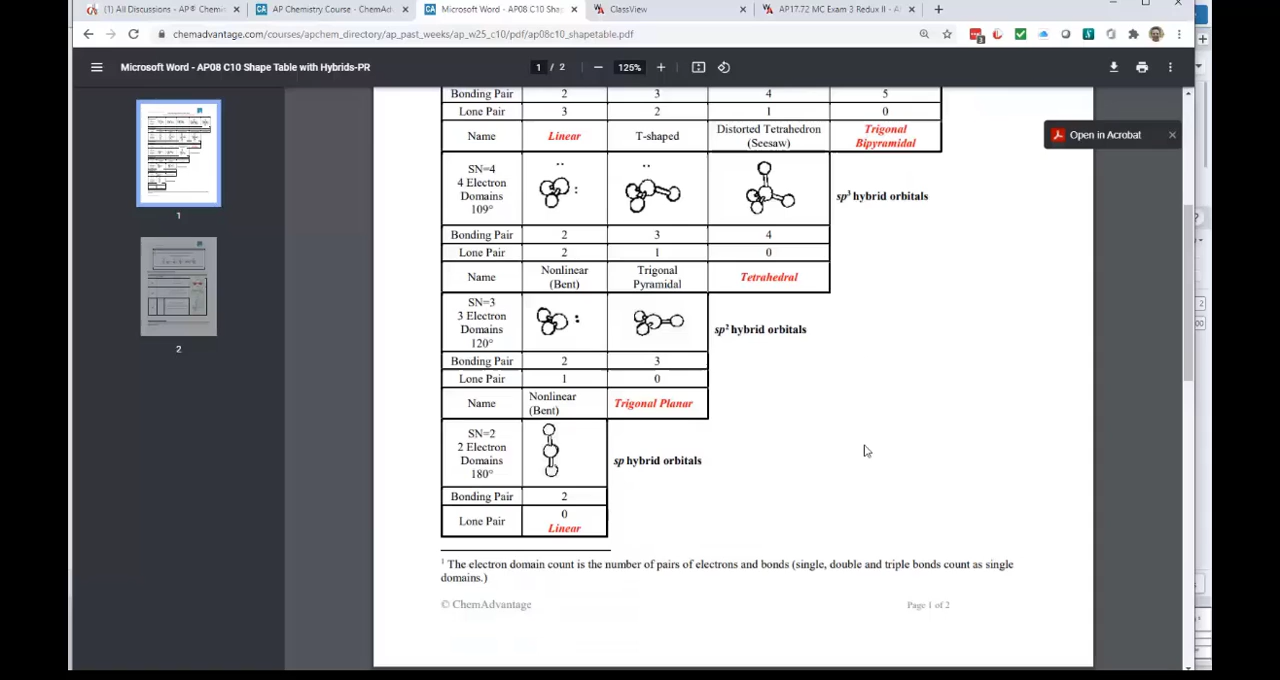 (1) All Discussions - AP® Chemi
AP Chemistry Course - ChemAd
Microsoft Word - AP08 C10 Sha
ClassView
AP17.72 MC Exam 3 Redux II - A
chemadvantage.com/courses/apchem_directory/ap_past_weeks/ap_w25_c10/pdf/ap08c10_shapetable.pdf
Microsoft Word - AP08 C10 Shape Table with Hybrids-PR
1 / 2
125%
Open in Acrobat
1
2
Bonding Pair 2 3 4 5
Lone Pair 3 2 1 0
Name Linear T-shaped Distorted Tetrahedron (Seesaw) Trigonal Bipyramidal
SN=4
4 Electron
Domains
109°
sp³ hybrid orbitals
Bonding Pair 2 3 4
Lone Pair 2 1 0
Name Nonlinear (Bent) Trigonal Pyramidal Tetrahedral
SN=3
3 Electron
Domains
120°
sp² hybrid orbitals
Bonding Pair 2 3
Lone Pair 1 0
Name Nonlinear (Bent) Trigonal Planar
SN=2
2 Electron
Domains
180°
sp hybrid orbitals
Bonding Pair 2
Lone Pair 0
Linear
¹ The electron domain count is the number of pairs of electrons and bonds (single, double and triple bonds count as single
domains.)
© ChemAdvantage Page 1 of 2